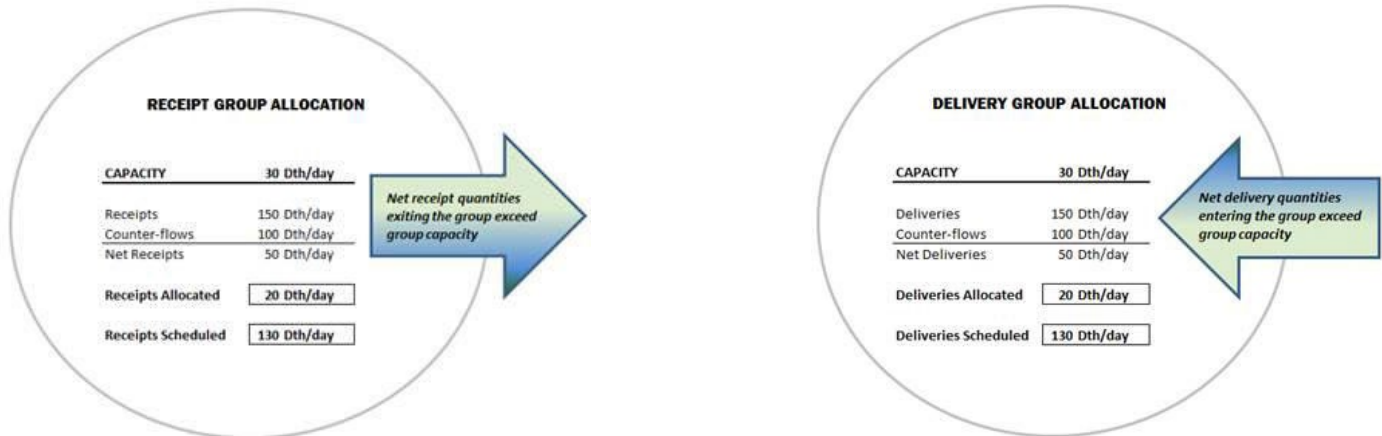 RECEIPT GROUP ALLOCATION
CAPACITY 30 Dth/day
Receipts 150 Dth/day
Counter-flows 100 Dth/day
Net Receipts 50 Dth/day
Receipts Allocated 20 Dth/day
Receipts Scheduled 130 Dth/day
Net receipt quantities
exiting the group exceed
group capacity
DELIVERY GROUP ALLOCATION
CAPACITY 30 Dth/day
Deliveries 150 Dth/day
Counter-flows 100 Dth/day
Net Deliveries 50 Dth/day
Deliveries Allocated 20 Dth/day
Deliveries Scheduled 130 Dth/day
Net delivery quantities
entering the group exceed
group capacity